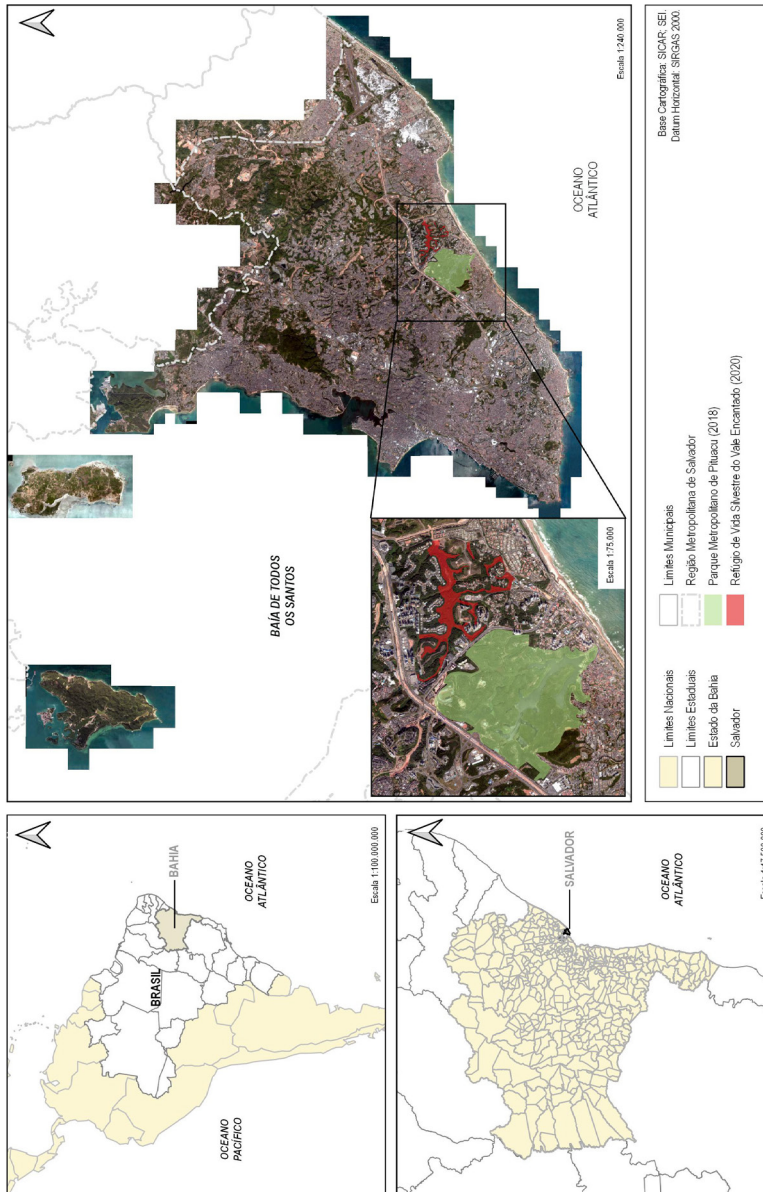 BRASIL
BAHIA
OCEANO
PACÍFICO
OCEANO
ATLÂNTICO
Escala 1:100.000.000
SALVADOR
OCEANO
ATLÂNTICO
BAÍA DE TODOS
OS SANTOS
OCEANO
ATLÂNTICO
Escala 1:240.000
Escala 1:75.000
Limites Nacionais
Limites Estaduais
Estado da Bahia
Salvador
Limites Municipais
Região Metropolitana de Salvador
Parque Metropolitano de Pituacu (2018)
Refúgio de Vida Silvestre do Vale Encantado (2020)
Base Cartográfica: SICAR; SEI.
Datum Horizontal: SIRGAS 2000.